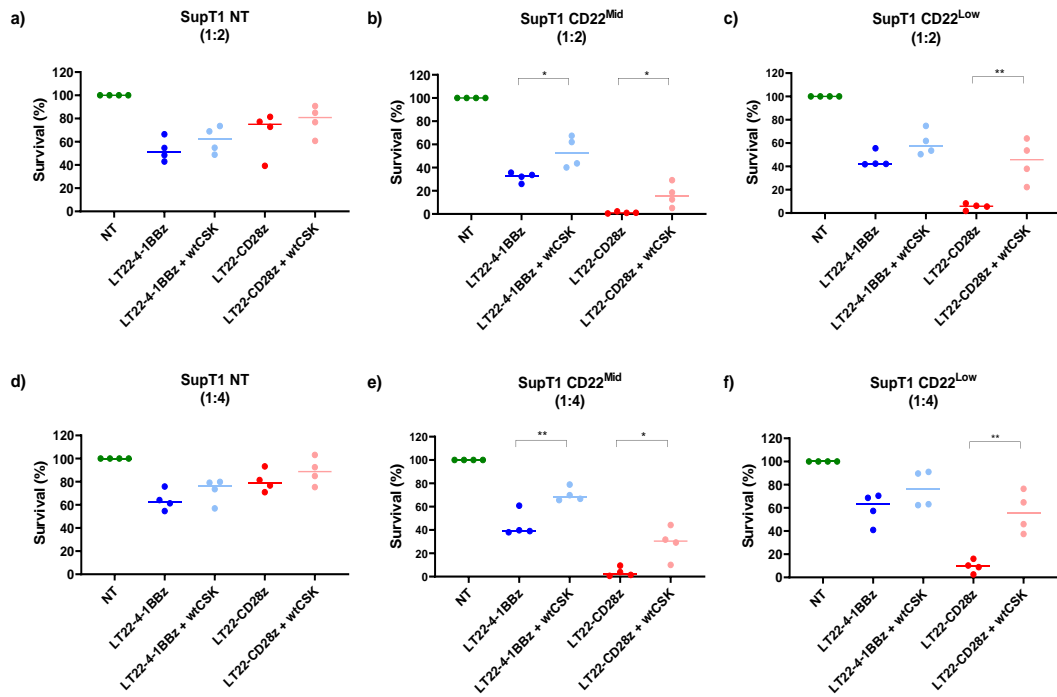 a)
SupT1 NT
(1:2)
Survival (%)
120
100
80
60
40
20
0
NT
LT22-4-1BBz
LT22-4-1BBz + wtCSK
LT22-CD28z
LT22-CD28z + wtCSK
b)
SupT1 CD22Mid
(1:2)
Survival (%)
120
100
80
60
40
20
0
*
*
NT
LT22-4-1BBz
LT22-4-1BBz + wtCSK
LT22-CD28z
LT22-CD28z + wtCSK
c)
SupT1 CD22Low
(1:2)
Survival (%)
120
100
80
60
40
20
0
**
NT
LT22-4-1BBz
LT22-4-1BBz + wtCSK
LT22-CD28z
LT22-CD28z + wtCSK
d)
SupT1 NT
(1:4)
Survival (%)
120
100
80
60
40
20
0
NT
LT22-4-1BBz
LT22-4-1BBz + wtCSK
LT22-CD28z
LT22-CD28z + wtCSK
e)
SupT1 CD22Mid
(1:4)
Survival (%)
120
100
80
60
40
20
0
**
*
NT
LT22-4-1BBz
LT22-4-1BBz + wtCSK
LT22-CD28z
LT22-CD28z + wtCSK
f)
SupT1 CD22Low
(1:4)
Survival (%)
120
100
80
60
40
20
0
**
NT
LT22-4-1BBz
LT22-4-1BBz + wtCSK
LT22-CD28z
LT22-CD28z + wtCSK